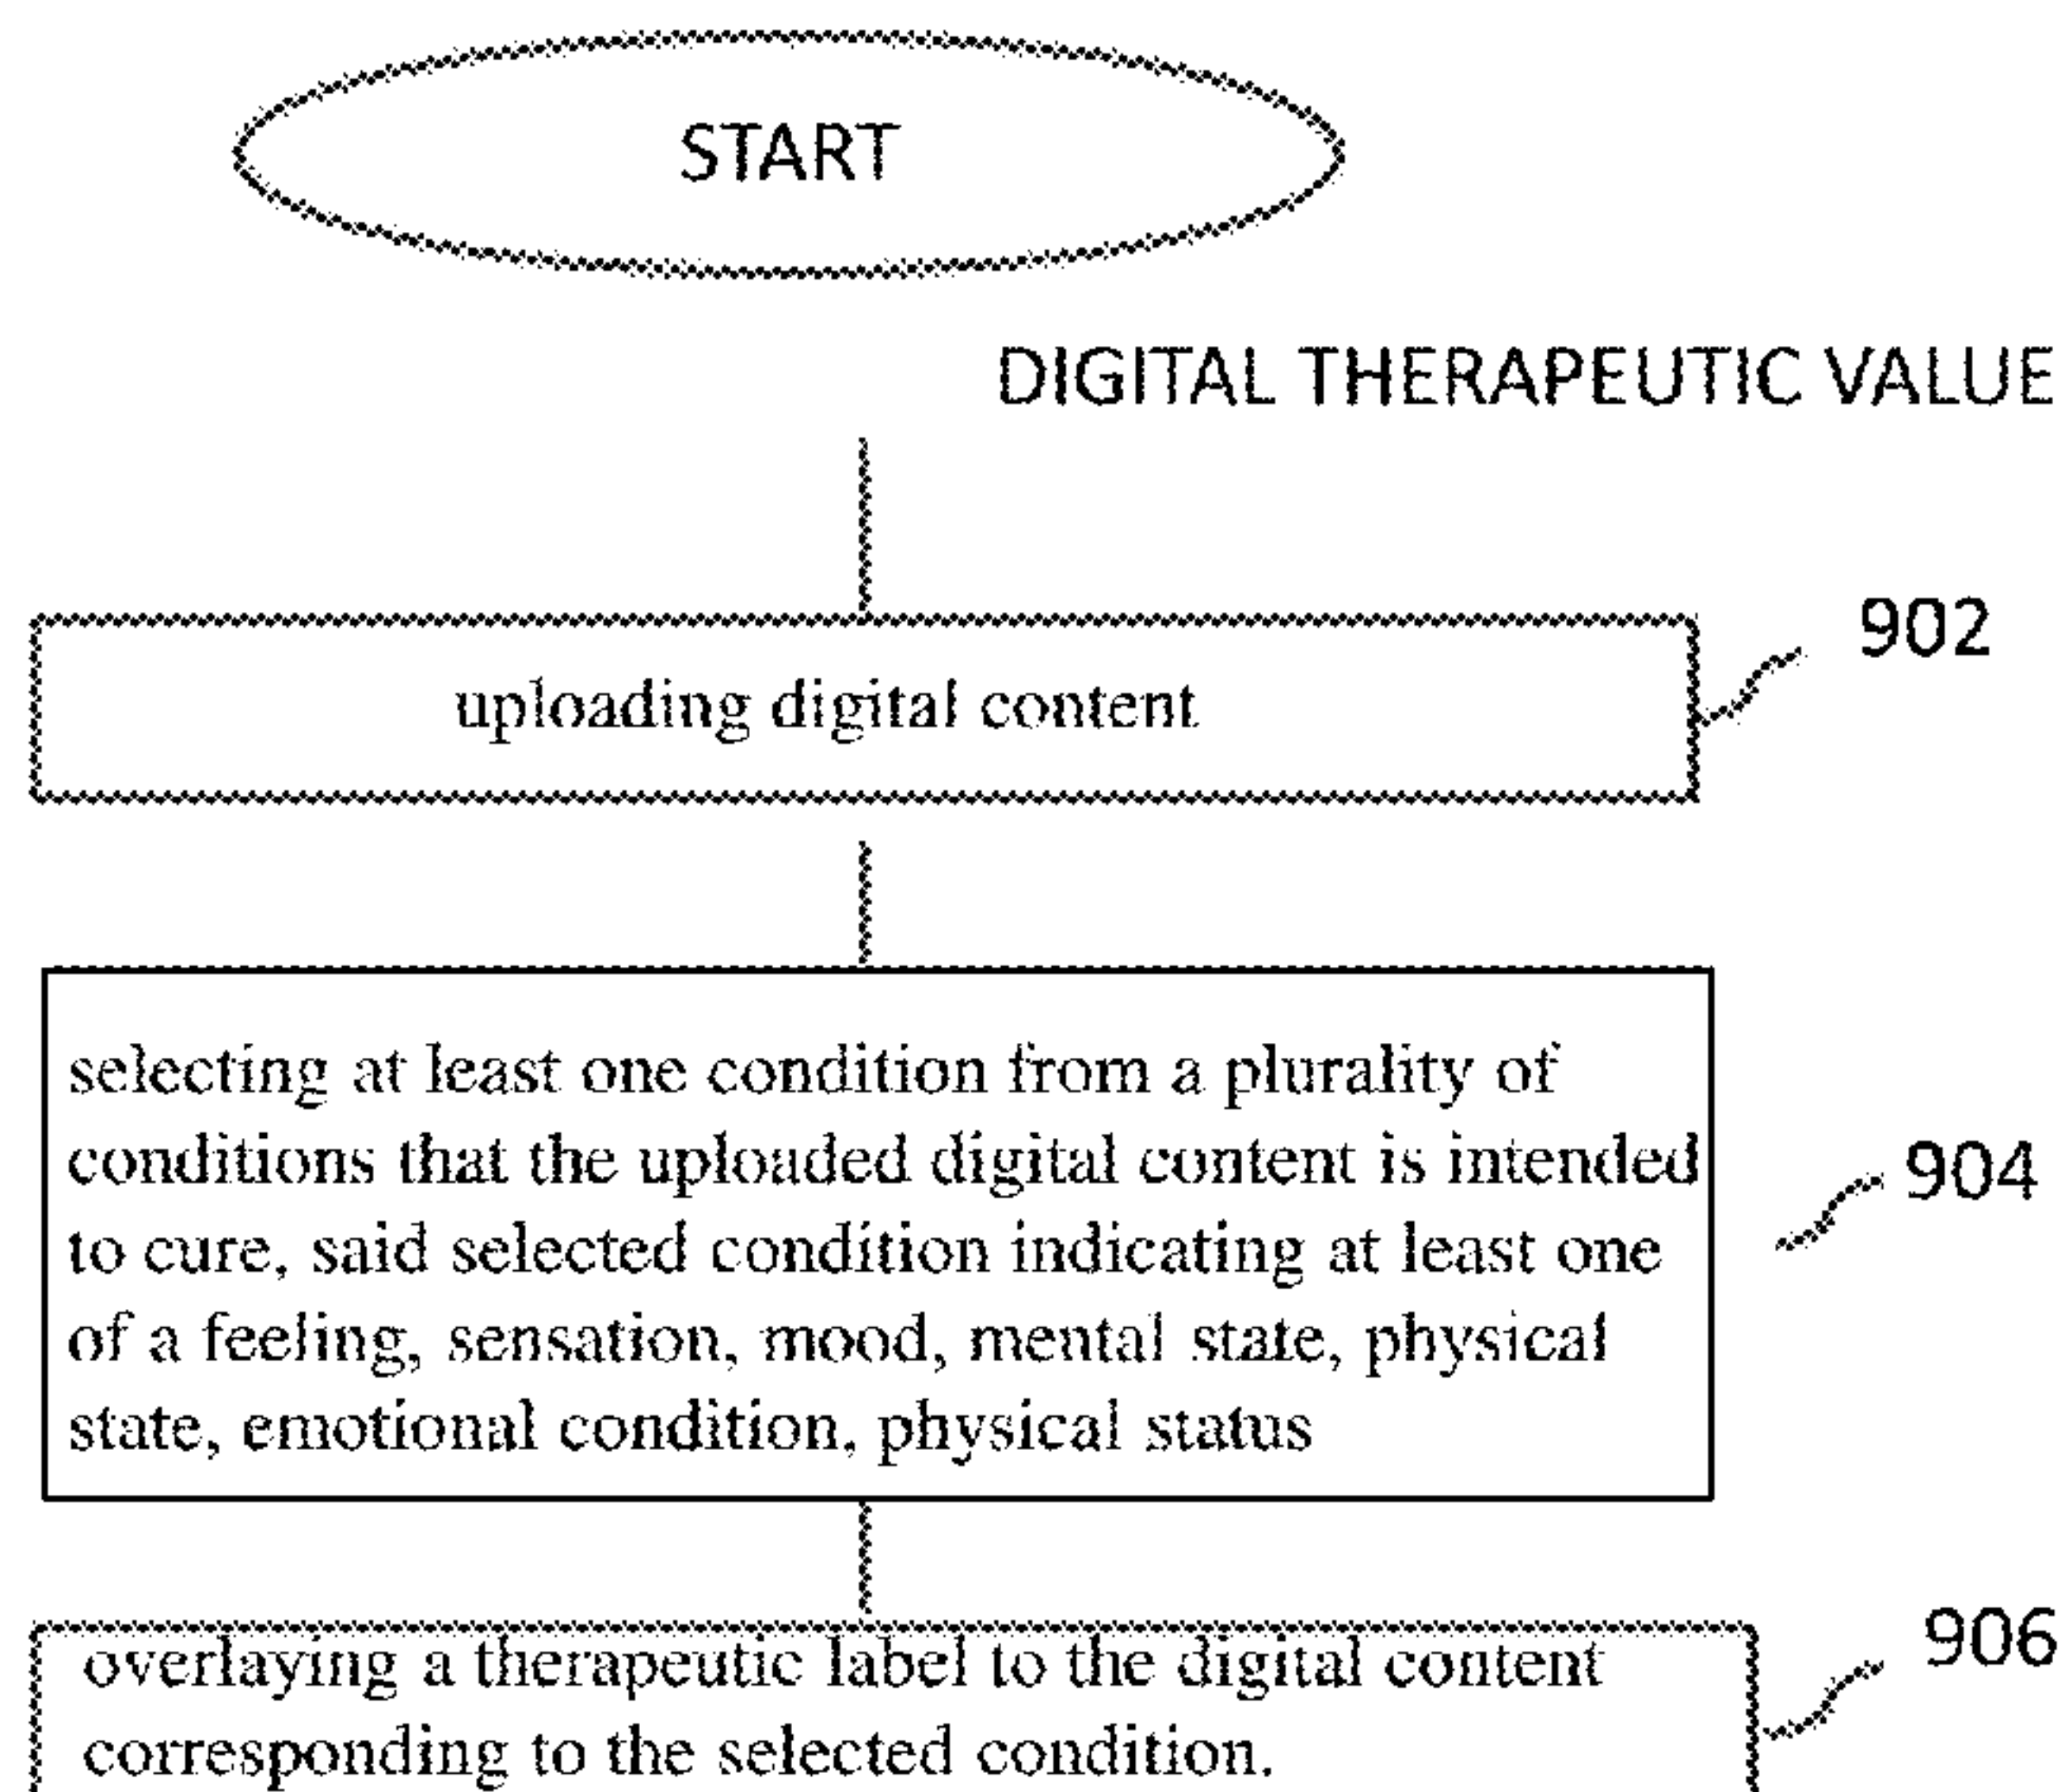 START
DIGITAL THERAPEUTIC VALUE
902
uploading digital content
selecting at least one condition from a plurality of
conditions that the uploaded digital content is intended
to cure, said selected condition indicating at least one
of a feeling, sensation, mood, mental state, physical
state, emotional condition, physical status
904
906
overlaying a therapeutic label to the digital content
corresponding to the selected condition.